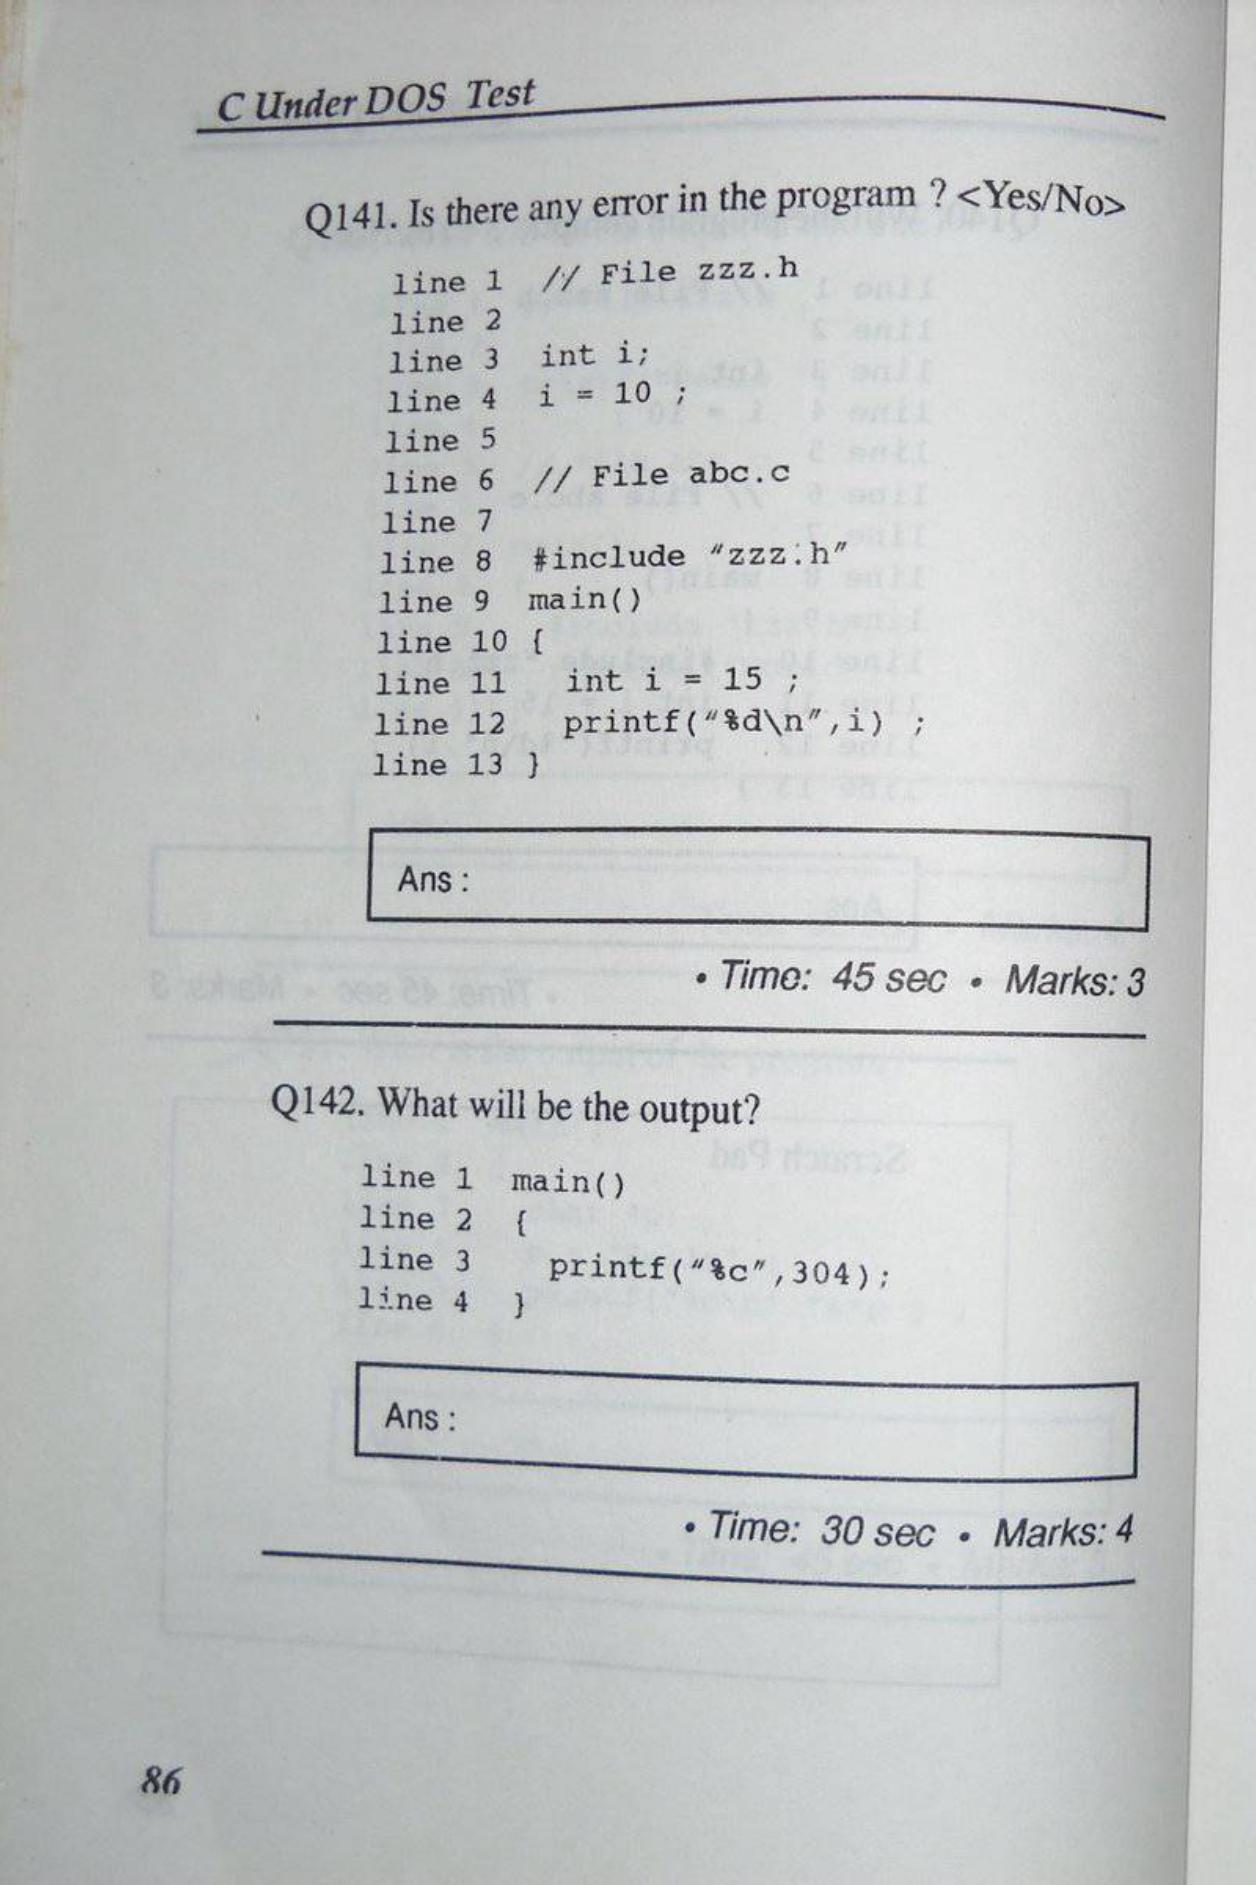 C Under DOS Test
Q141. Is there any error in the program ? <Yes/No>
line 1 // File zzz.h
line 2
line 3 int i;
line 4 i = 10 ;
line 5
line 6 // File abc.c
line 7
line 8 #include "zzz.h"
line 9 main()
line 10 {
line 11 int i = 15 ;
line 12 printf("%d\n",i) ;
line 13 }
Ans :
• Time: 45 sec • Marks: 3
Q142. What will be the output?
line 1 main()
line 2 {
line 3 printf("%c",304);
line 4 }
Ans :
• Time: 30 sec • Marks: 4
86